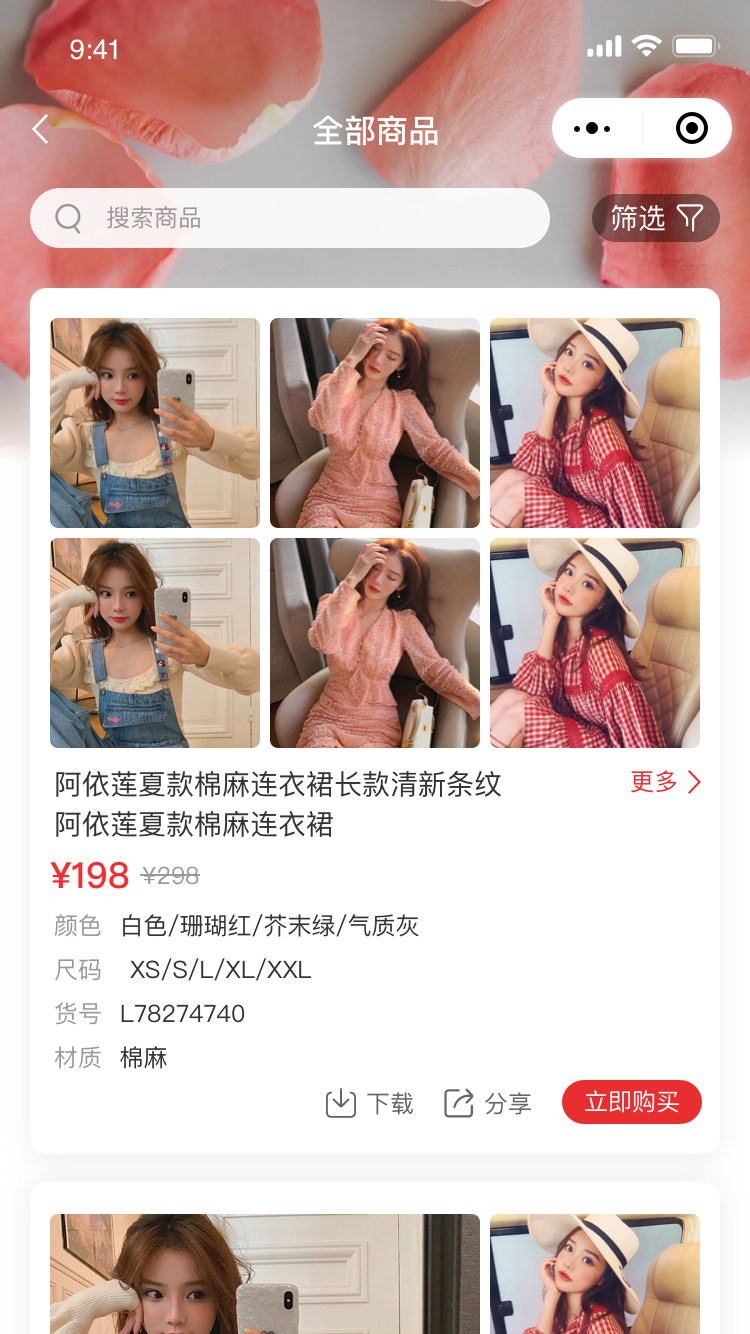 9:41
全部商品
搜索商品
筛选
阿依莲夏款棉麻连衣裙长款清新条纹
更多
阿依莲夏款棉麻连衣裙
¥198 ¥298
颜色 白色/珊瑚红/芥末绿/气质灰
尺码 XS/S/L/XL/XXL
货号 L78274740
材质 棉麻
下载 分享 立即购买